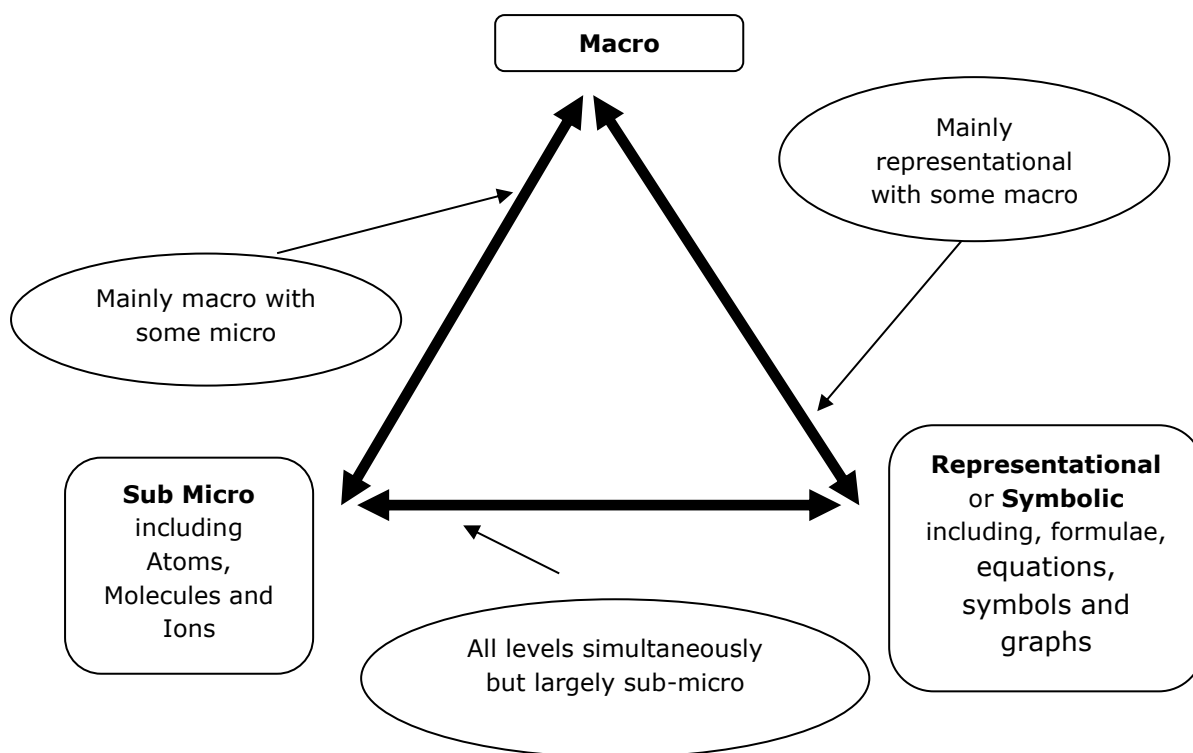 Macro
Mainly
representational
with some macro
Mainly macro with
some micro
Sub Micro
including
Atoms,
Molecules and
Ions
Representational
or Symbolic
including, formulae,
equations,
symbols and
graphs
All levels simultaneously
but largely sub-micro